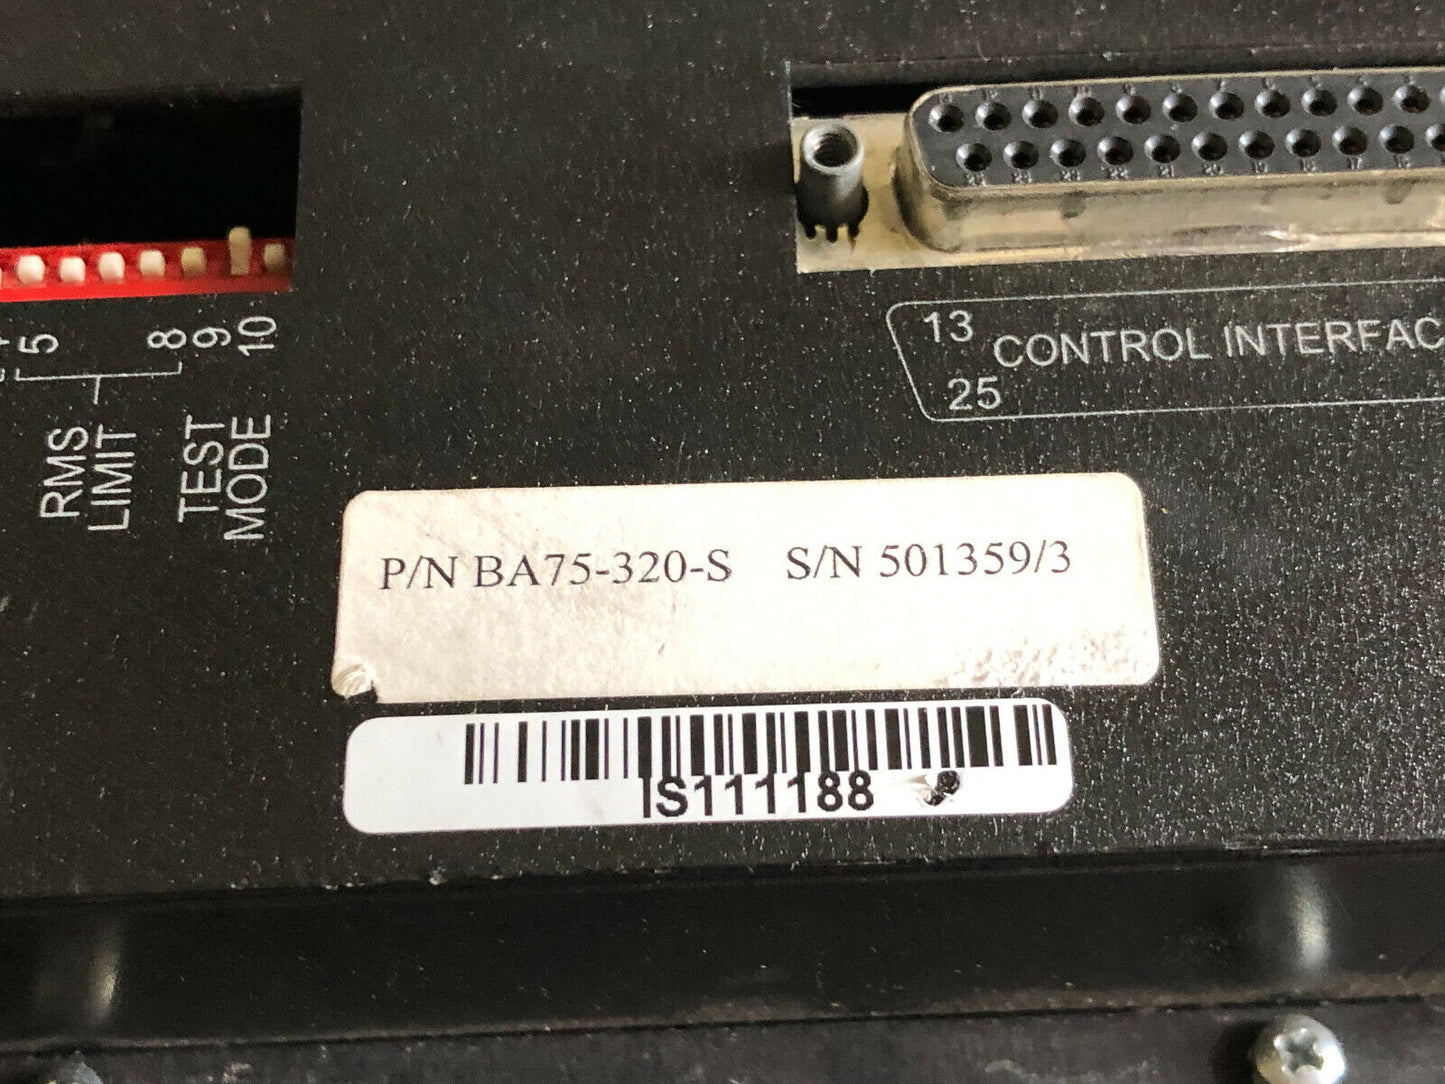 5 8 9 10
RMS LIMIT
TEST MODE
13
25
CONTROL INTERFAC
P/N BA75-320-S S/N 501359/3
IS111188